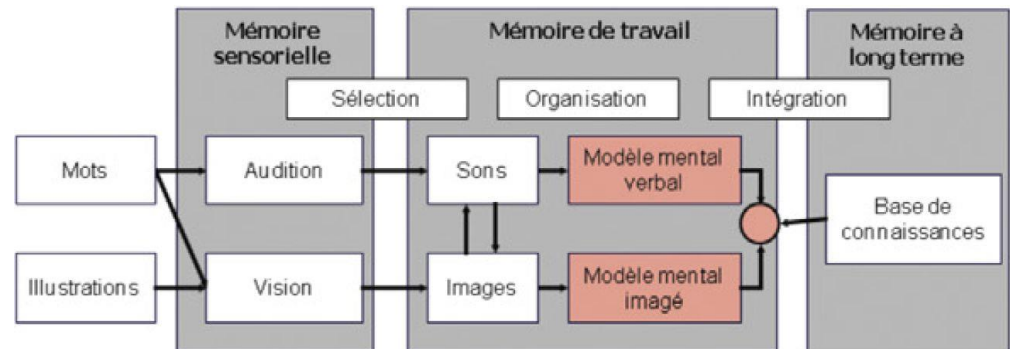 Mémoire
sensorielle
Mémoire de travail
Mémoire à
long terme
Sélection
Organisation
Intégration
Mots
Audition
Sons
Modèle mental
verbal
Base de
connaissances
Illustrations
Vision
Images
Modèle mental
imagé